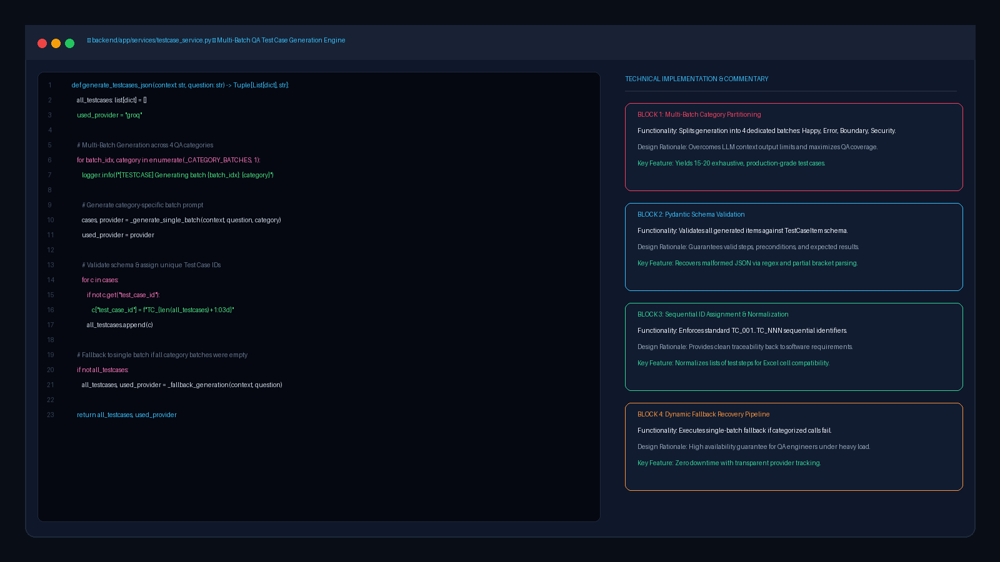 backend/app/services/testcase_service.py Multi-Batch QA Test Case Generation Engine
1 def generate_testcases_json(context: str, question: str) -> Tuple[List[dict], str]:
2 all_testcases: list[dict] = []
3 used_provider = "groq"
4
5 # Multi-Batch Generation across 4 QA categories
6 for batch_idx, category in enumerate(_CATEGORY_BATCHES, 1):
7 logger.info(f"[TESTCASE] Generating batch {batch_idx}: {category}")
8
9 # Generate category-specific batch prompt
10 cases, provider = _generate_single_batch(context, question, category)
11 used_provider = provider
12
13 # Validate schema & assign unique Test Case IDs
14 for c in cases:
15 if not c.get("test_case_id"):
16 c["test_case_id"] = f"TC_{len(all_testcases)+1:03d}"
17 all_testcases.append(c)
18
19 # Fallback to single batch if all category batches were empty
20 if not all_testcases:
21 all_testcases, used_provider = _fallback_generation(context, question)
22
23 return all_testcases, used_provider
TECHNICAL IMPLEMENTATION & COMMENTARY
BLOCK 1: Multi-Batch Category Partitioning
Functionality: Splits generation into 4 dedicated batches: Happy, Error, Boundary, Security.
Design Rationale: Overcomes LLM context output limits and maximizes QA coverage.
Key Feature: Yields 15-20 exhaustive, production-grade test cases.
BLOCK 2: Pydantic Schema Validation
Functionality: Validates all generated items against TestCaseItem schema.
Design Rationale: Guarantees valid steps, preconditions, and expected results.
Key Feature: Recovers malformed JSON via regex and partial bracket parsing.
BLOCK 3: Sequential ID Assignment & Normalization
Functionality: Enforces standard TC_001..TC_NNN sequential identifiers.
Design Rationale: Provides clean traceability back to software requirements.
Key Feature: Normalizes lists of test steps for Excel cell compatibility.
BLOCK 4: Dynamic Fallback Recovery Pipeline
Functionality: Executes single-batch fallback if categorized calls fail.
Design Rationale: High availability guarantee for QA engineers under heavy load.
Key Feature: Zero downtime with transparent provider tracking.